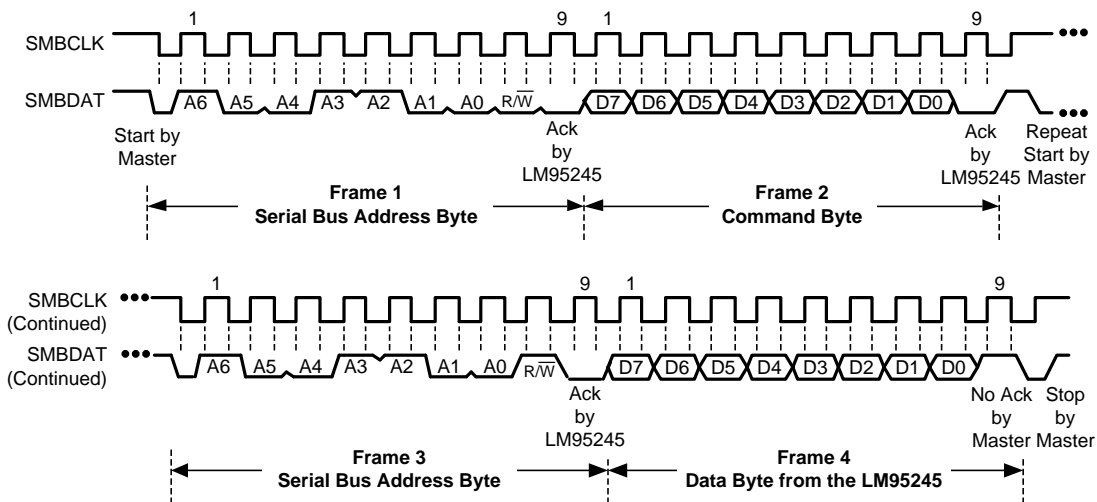 1 9 1 9
SMBCLK
SMBDAT A6 A5 A4 A3 A2 A1 A0 R/W̅ D7 D6 D5 D4 D3 D2 D1 D0
Start by
Master
Ack
by
LM95245
Ack
by
LM95245
Repeat
Start by
Master
Frame 1
Serial Bus Address Byte
Frame 2
Command Byte
1 9 1 9
SMBCLK
(Continued)
SMBDAT
(Continued)
A6 A5 A4 A3 A2 A1 A0 R/W̅ D7 D6 D5 D4 D3 D2 D1 D0
Ack
by
LM95245
No Ack
by
Master
Stop
by
Master
Frame 3
Serial Bus Address Byte
Frame 4
Data Byte from the LM95245